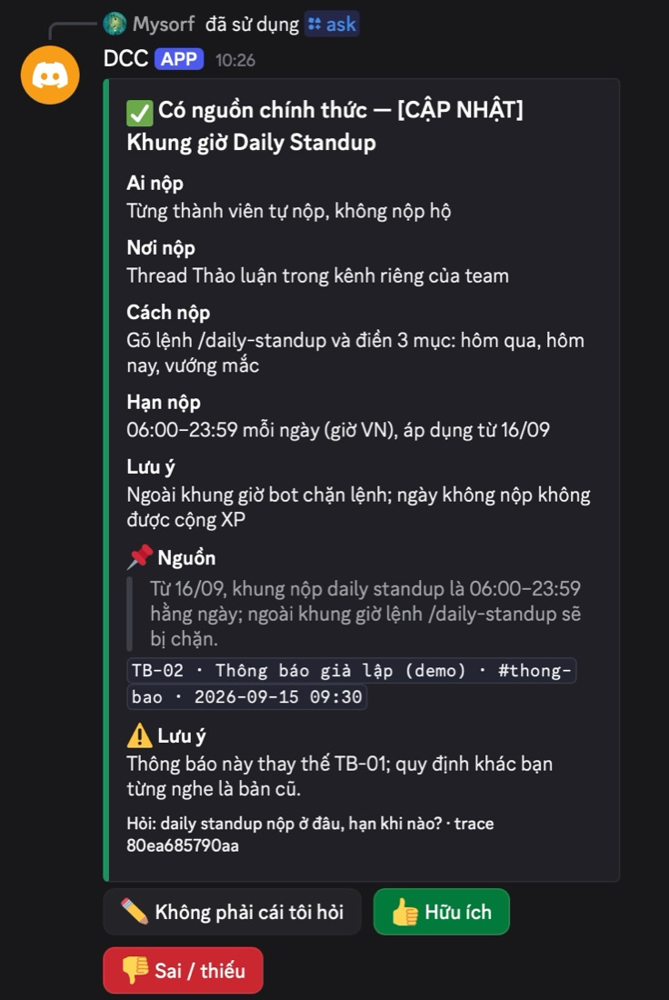 Mysorf đã sử dụng ask
DCC APP 10:26
Có nguồn chính thức — [CẬP NHẬT]
Khung giờ Daily Standup
Ai nộp
Từng thành viên tự nộp, không nộp hộ
Nơi nộp
Thread Thảo luận trong kênh riêng của team
Cách nộp
Gõ lệnh /daily-standup và điền 3 mục: hôm qua, hôm
nay, vướng mắc
Hạn nộp
06:00–23:59 mỗi ngày (giờ VN), áp dụng từ 16/09
Lưu ý
Ngoài khung giờ bot chặn lệnh; ngày không nộp không
được cộng XP
Nguồn
Từ 16/09, khung nộp daily standup là 06:00–23:59
hằng ngày; ngoài khung giờ lệnh /daily-standup sẽ
bị chặn.
TB-02 · Thông báo giả lập (demo) · #thong-
bao · 2026-09-15 09:30
Lưu ý
Thông báo này thay thế TB-01; quy định khác bạn
từng nghe là bản cũ.
Hỏi: daily standup nộp ở đâu, hạn khi nào? · trace
80ea685790aa
Không phải cái tôi hỏi
Hữu ích
Sai / thiếu